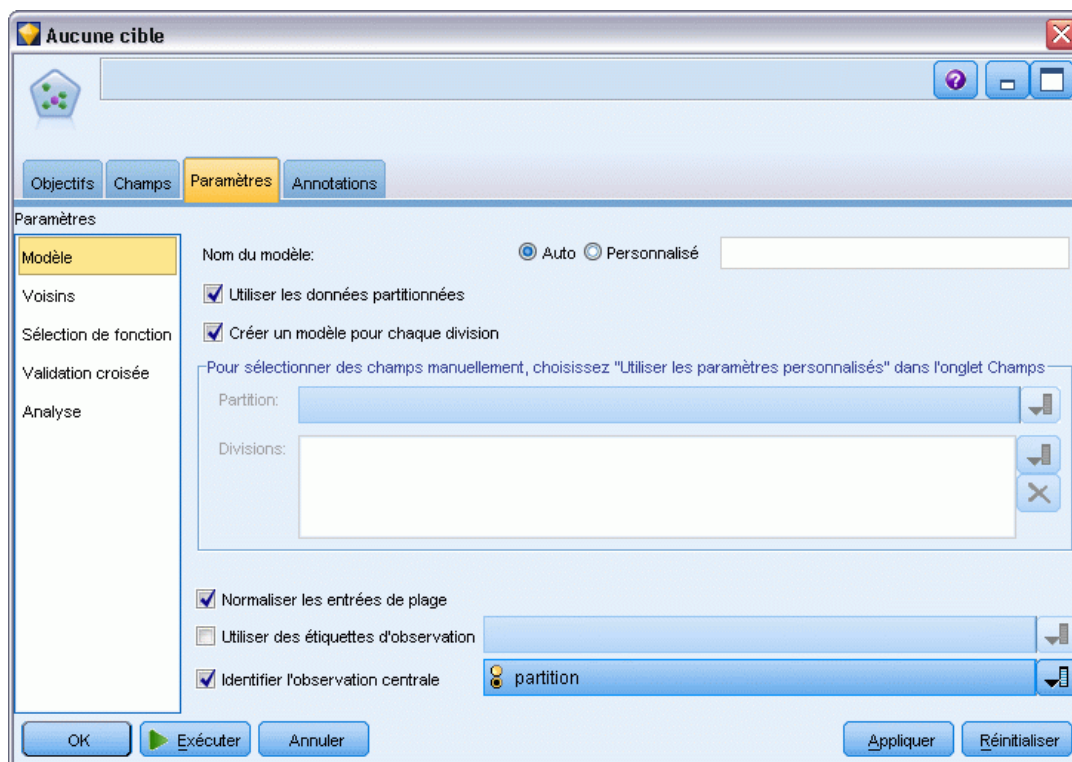 Aucune cible
Objectifs
Champs
Paramètres
Annotations
Paramètres
Modèle
Voisins
Sélection de fonction
Validation croisée
Analyse
Nom du modèle:
Auto
Personnalisé
Utiliser les données partitionnées
Créer un modèle pour chaque division
Pour sélectionner des champs manuellement, choisissez "Utiliser les paramètres personnalisés" dans l'onglet Champs
Partition:
Divisions:
Normaliser les entrées de plage
Utiliser des étiquettes d'observation
Identifier l'observation centrale
partition
OK
Exécuter
Annuler
Appliquer
Réinitialiser